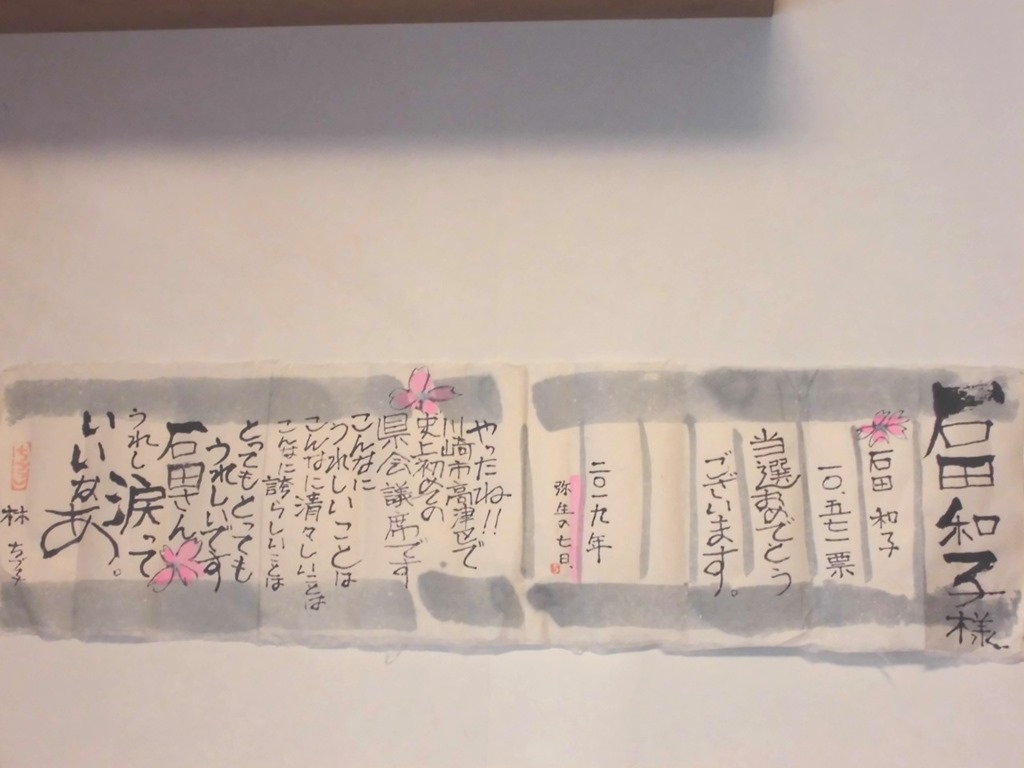 石田和子様
石田 和子
一〇.五七一票
当選おめでとう
ございます。
二〇一九年
弥生の七日.
やったね!!
川崎市高津区で
史上初めての
県会議席です
こんなに
うれしいことは
こんなに清々しいことは
こんなに誇らしいことは
とってもとっても
うれしいです
石田さん
うれし涙って
いいなあ。
林 ちづ子